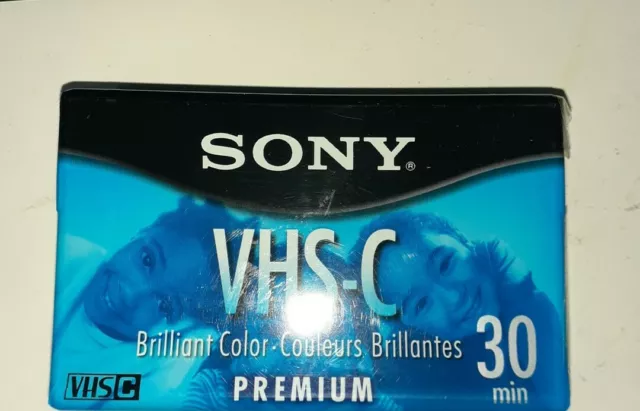 SONY®
VHS-C
Brilliant Color · Couleurs Brillantes
30
min
VHS C
PREMIUM